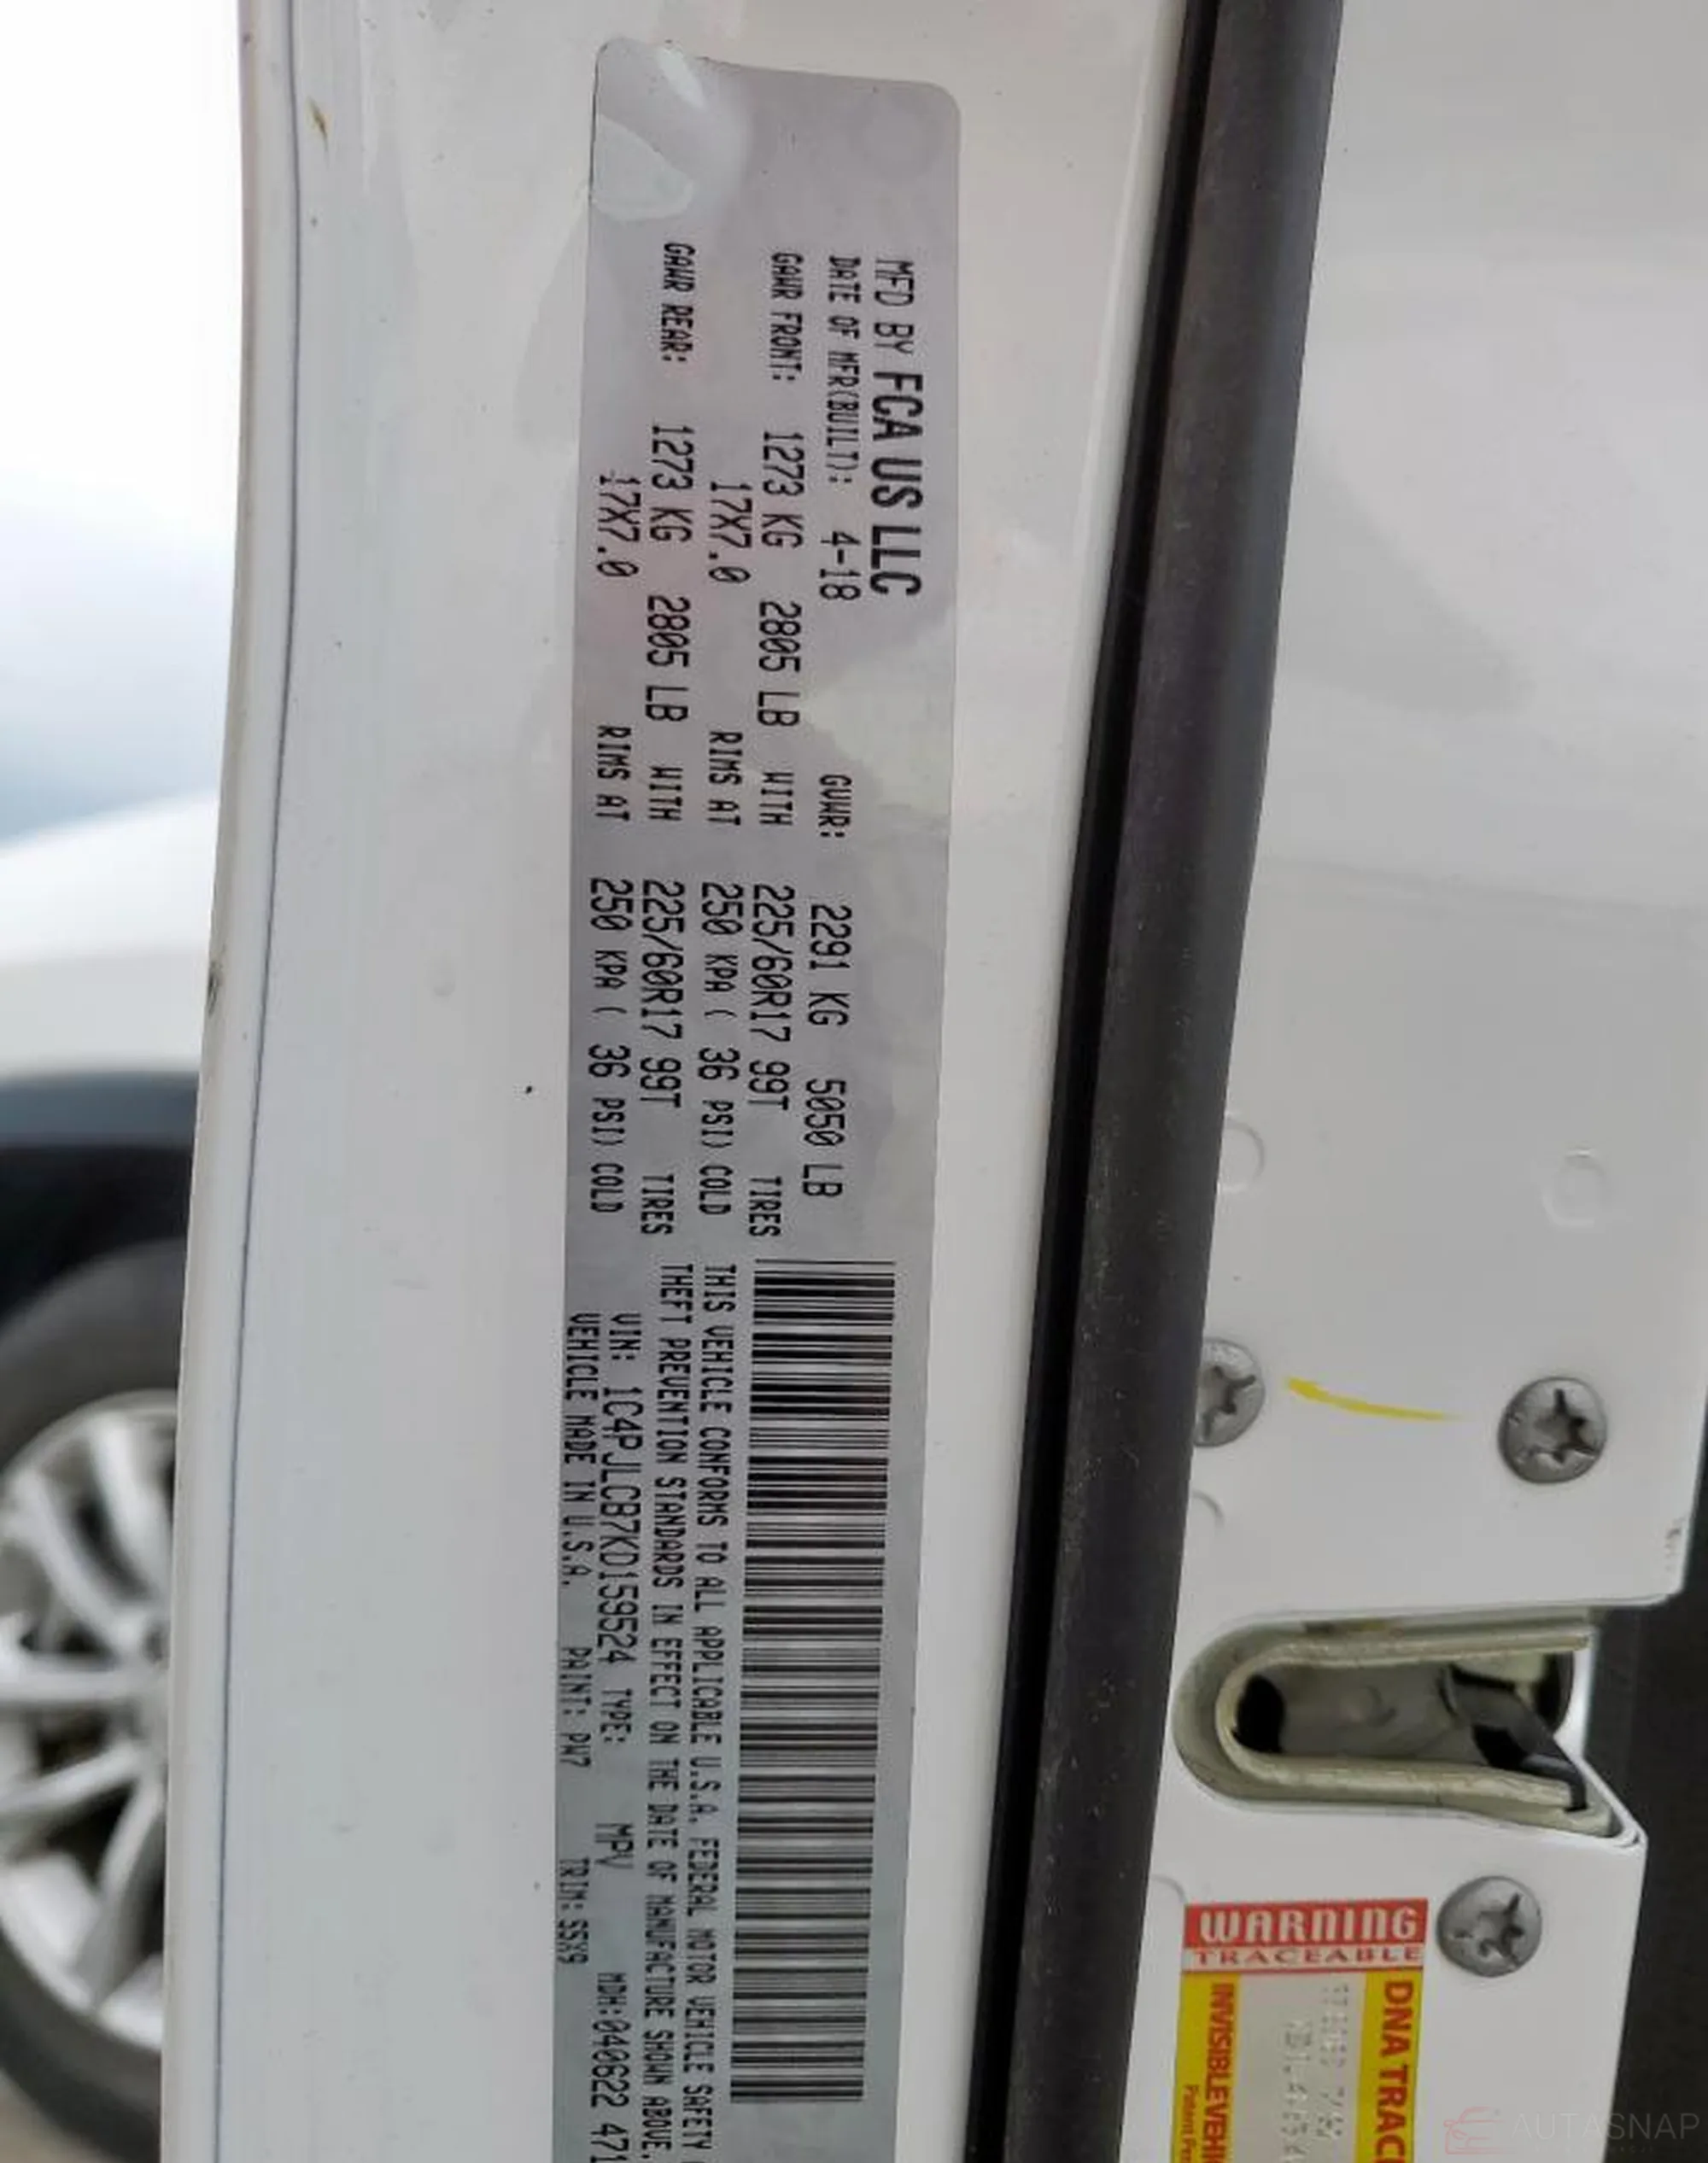 MFD BY FCA US LLC
DATE OF MFR(BUILT): 4-18 GVWR: 2291 KG 5050 LB
GAWR FRONT: 1273 KG 2805 LB WITH 225/60R17 99T TIRES
17X7.0 RIMS AT 250 KPA ( 36 PSI) COLD
GAWR REAR: 1273 KG 2805 LB WITH 225/60R17 99T TIRES
17X7.0 RIMS AT 250 KPA ( 36 PSI) COLD
THIS VEHICLE CONFORMS TO ALL APPLICABLE U.S.A. FEDERAL MOTOR VEHICLE SAFETY
THEFT PREVENTION STANDARDS IN EFFECT ON THE DATE OF MANUFACTURE SHOWN ABOVE.
VIN: 1C4PJLCB7KD159524 TYPE: MPV MDH:040622 471
VEHICLE MADE IN U.S.A. PAINT: PW7 TRIM: S5X9
WARNING
TRACEABLE
DNA TRAC
INVISIBLE VEHI
AUTASNAP